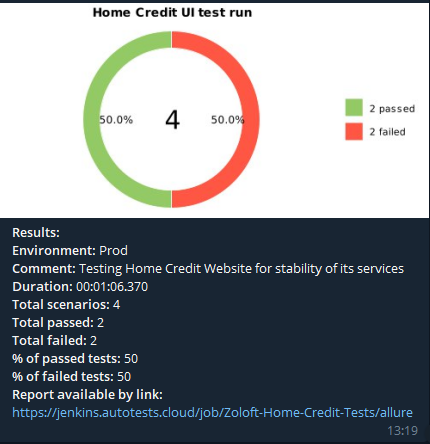 Home Credit UI test run
50.0%
4
50.0%
2 passed
2 failed
Results:
Environment: Prod
Comment: Testing Home Credit Website for stability of its services
Duration: 00:01:06.370
Total scenarios: 4
Total passed: 2
Total failed: 2
% of passed tests: 50
% of failed tests: 50
Report available by link:
https://jenkins.autotests.cloud/job/Zoloft-Home-Credit-Tests/allure
13:19